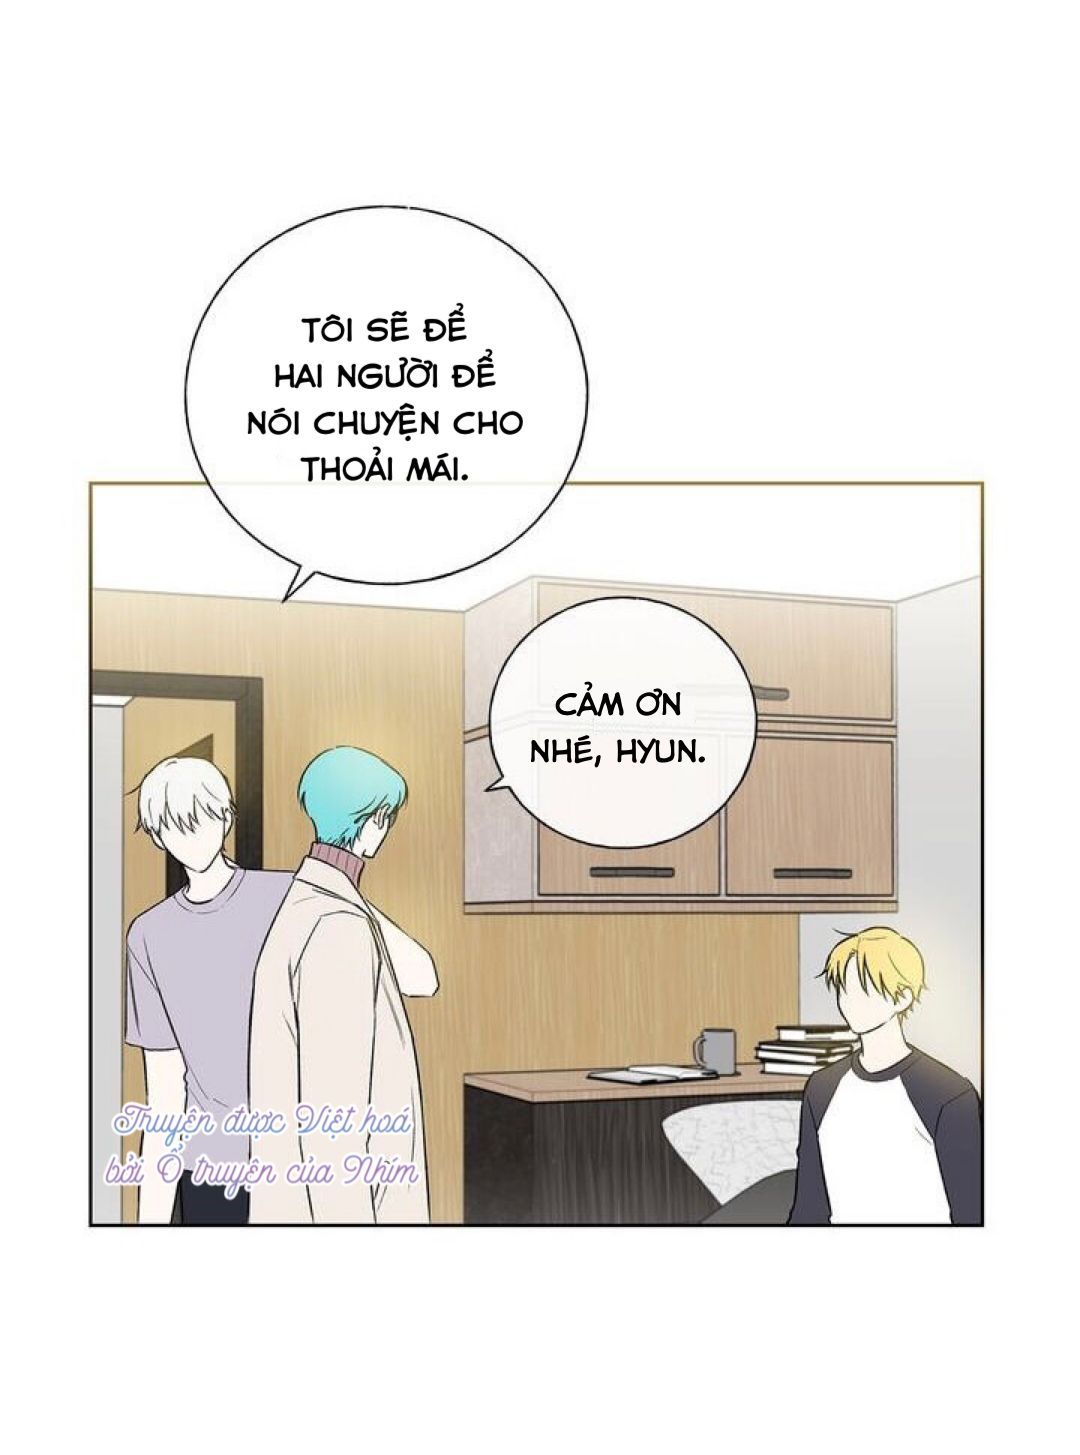 TÔI SẼ ĐỂ
HAI NGƯỜI ĐỂ
NÓI CHUYỆN CHO
THOẢI MÁI.
CẢM ƠN
NHÉ, HYUN.
Truyện được Việt hoá
bởi Ổ truyện của Nhím